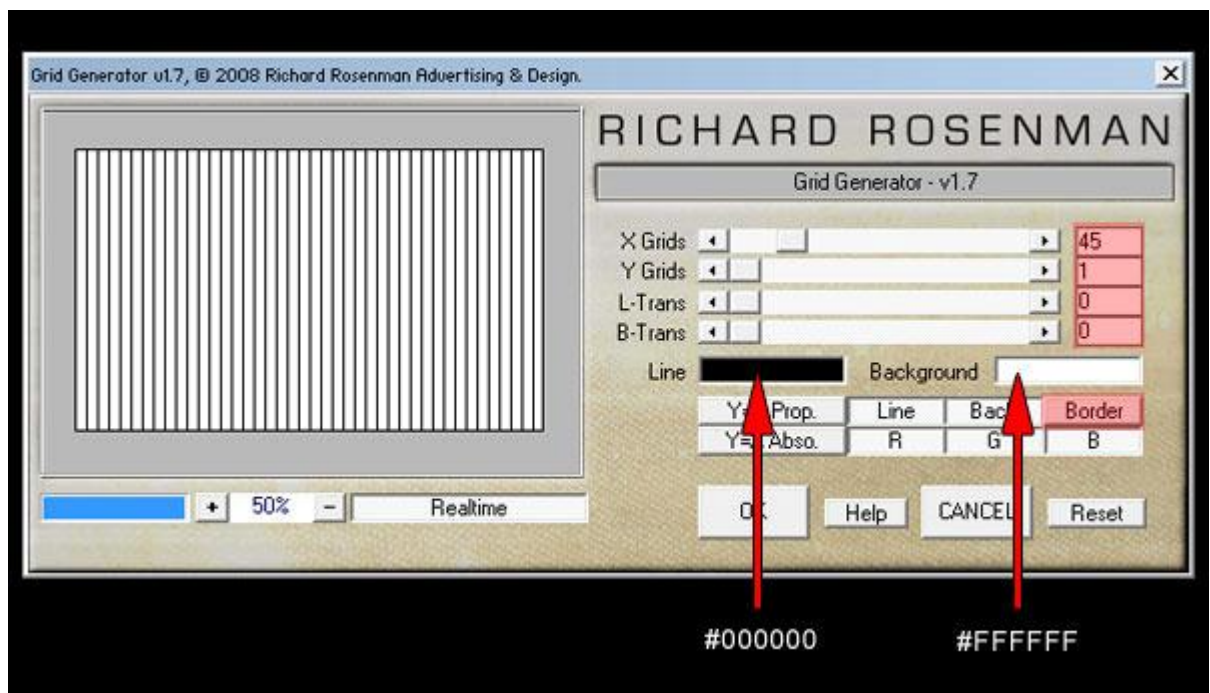 Grid Generator v1.7, © 2008 Richard Rosenman Advertising & Design.
RICHARD ROSENMAN
Grid Generator - v1.7
X Grids 45
Y Grids 1
L-Trans 0
B-Trans 0
Line Background
Prop. Line Border
Abso. R G B
+ 50% - Realtime
Help CANCEL Reset
#000000 #FFFFFF